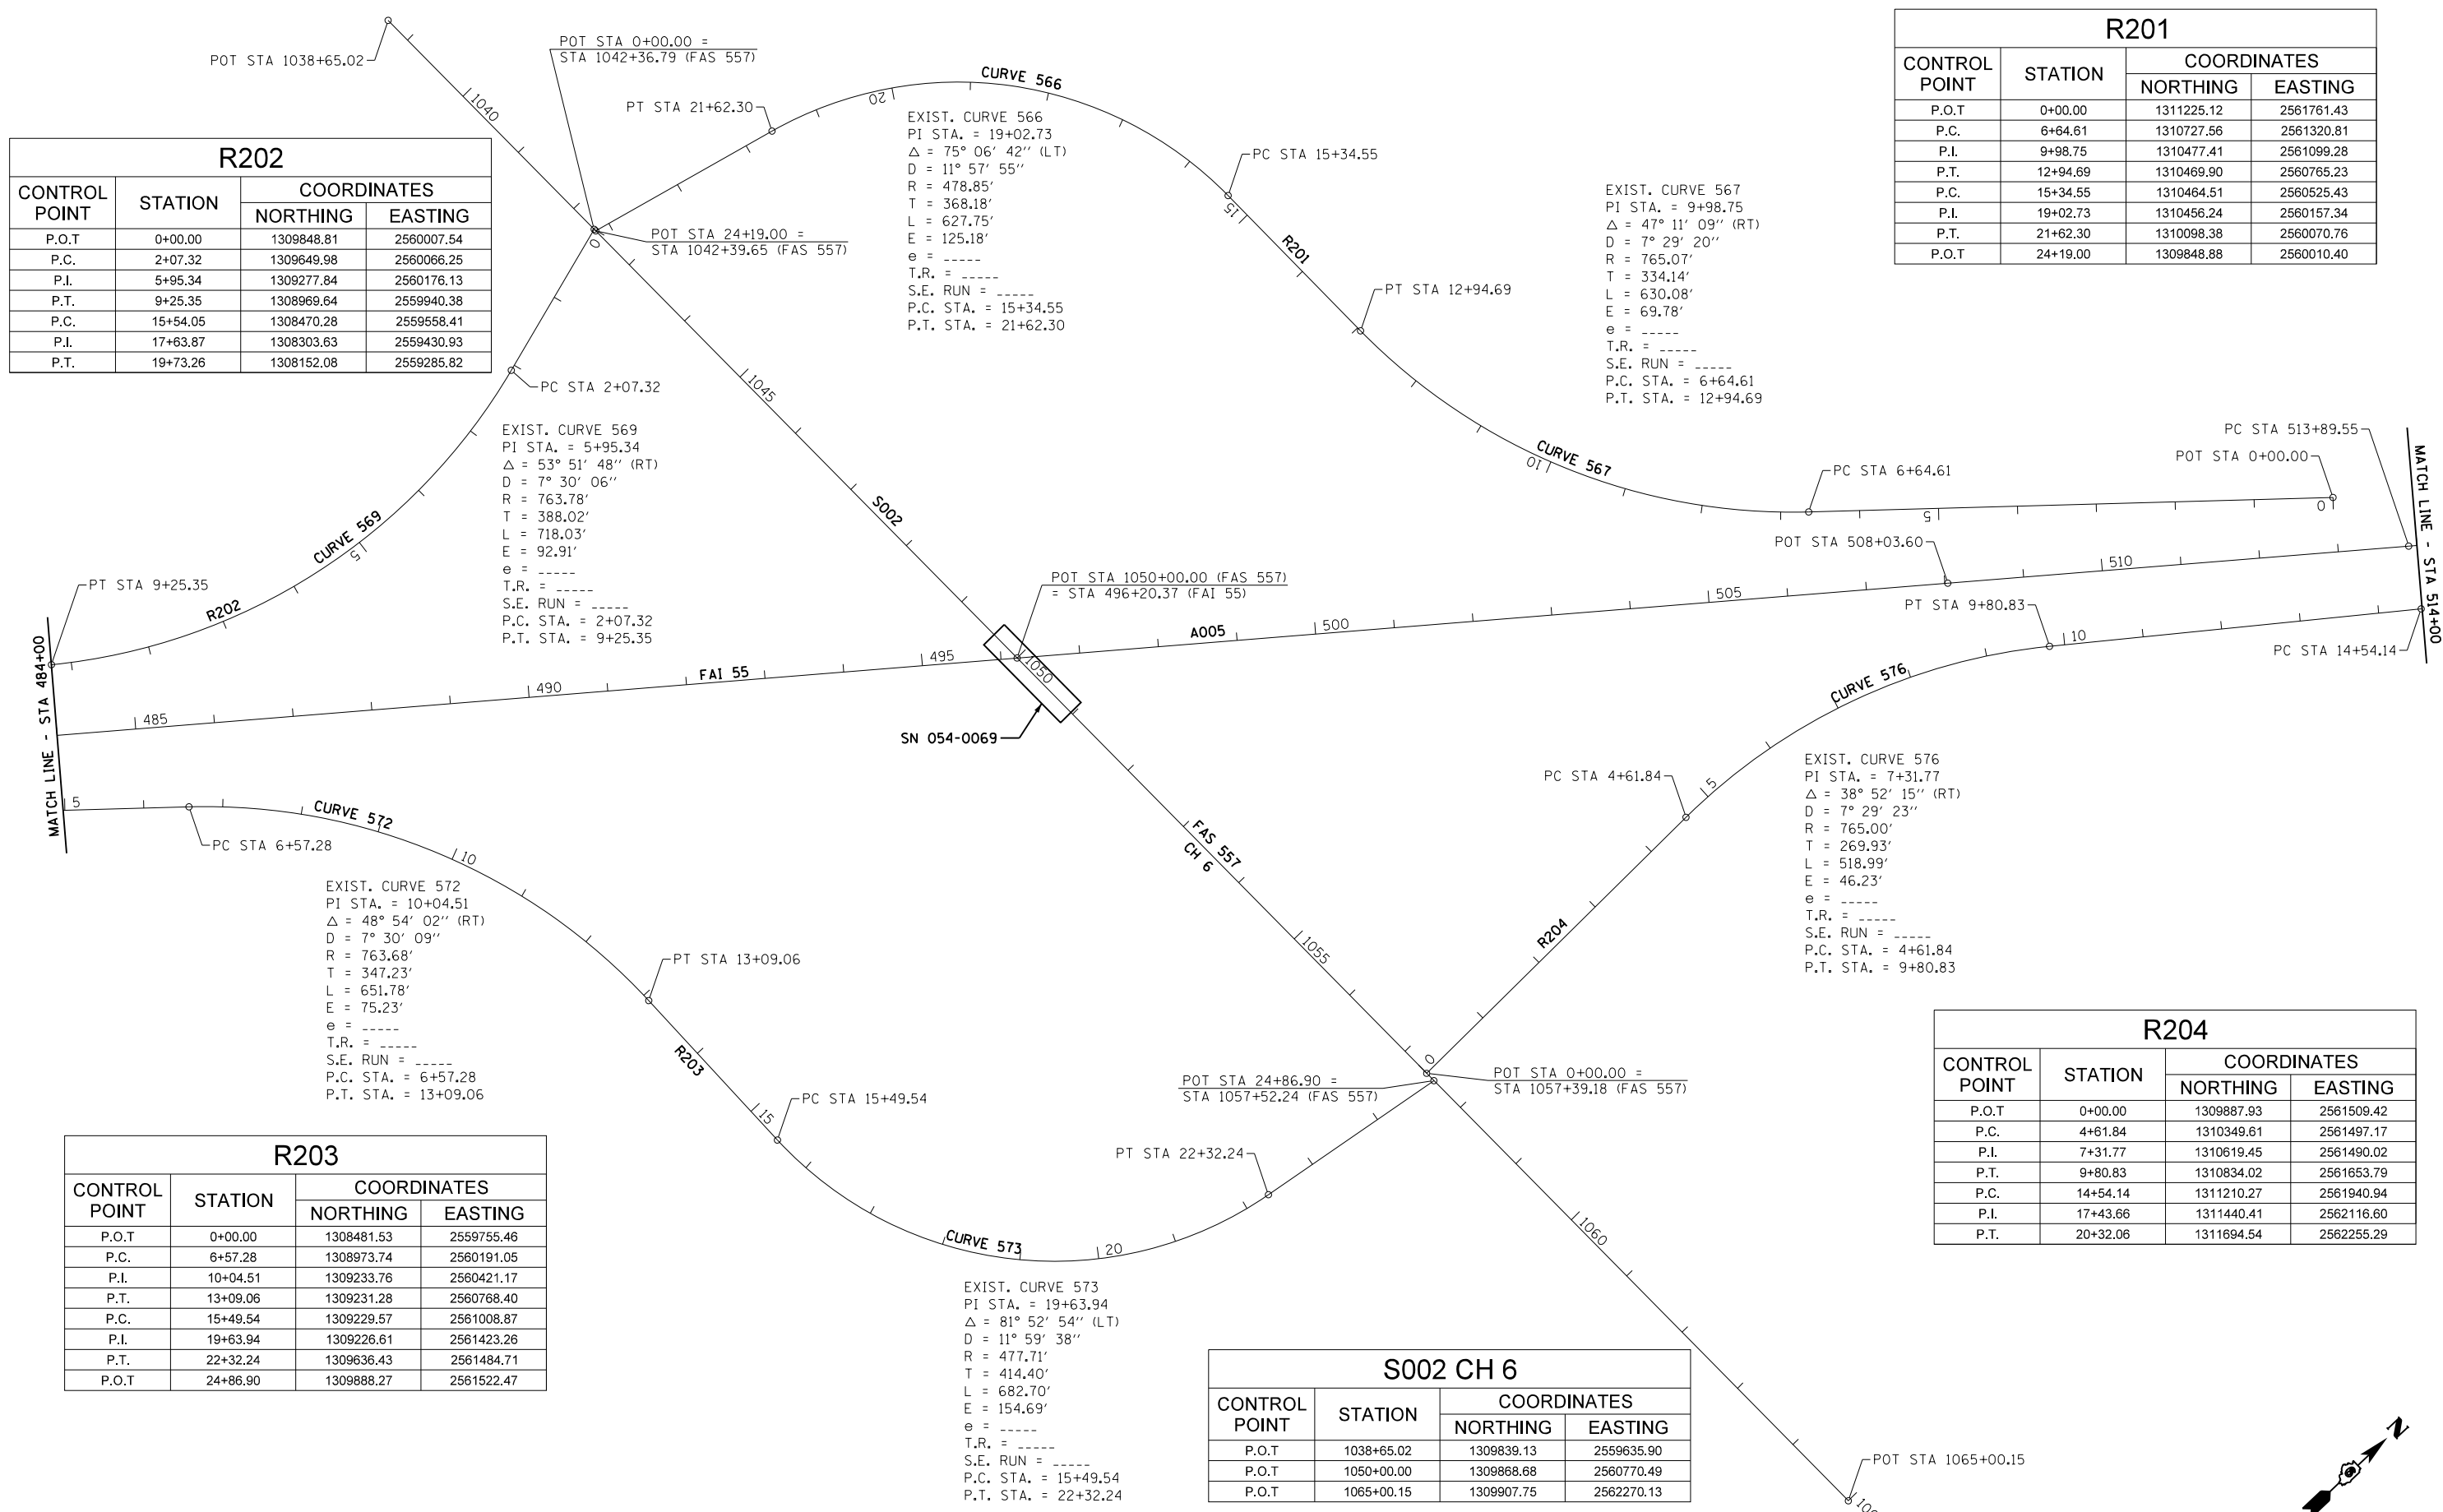 POT STA 1038+65.02
POT STA 0+00.00 =
STA 1042+36.79 (FAS 557)
PT STA 21+62.30
1040
20
CURVE 566
EXIST. CURVE 566
PI STA. = 19+02.73
Δ = 75° 06' 42'' (LT)
D = 11° 57' 55''
R = 478.85'
T = 368.18'
L = 627.75'
E = 125.18'
e = _____
T.R. = _____
S.E. RUN = _____
P.C. STA. = 15+34.55
P.T. STA. = 21+62.30
PC STA 15+34.55
15
R201
PT STA 12+94.69
EXIST. CURVE 567
PI STA. = 9+98.75
Δ = 47° 11' 09'' (RT)
D = 7° 29' 20''
R = 765.07'
T = 334.14'
L = 630.08'
E = 69.78'
e = _____
T.R. = _____
S.E. RUN = _____
P.C. STA. = 6+64.61
P.T. STA. = 12+94.69
R201
CONTROL POINT STATION COORDINATES
NORTHING EASTING
P.O.T 0+00.00 1311225.12 2561761.43
P.C. 6+64.61 1310727.56 2561320.81
P.I. 9+98.75 1310477.41 2561099.28
P.T. 12+94.69 1310469.90 2560765.23
P.C. 15+34.55 1310464.51 2560525.43
P.I. 19+02.73 1310456.24 2560157.34
P.T. 21+62.30 1310098.38 2560070.76
P.O.T 24+19.00 1309848.88 2560010.40
R202
CONTROL POINT STATION COORDINATES
NORTHING EASTING
P.O.T 0+00.00 1309848.81 2560007.54
P.C. 2+07.32 1309649.98 2560066.25
P.I. 5+95.34 1309277.84 2560176.13
P.T. 9+25.35 1308969.64 2559940.38
P.C. 15+54.05 1308470.28 2559558.41
P.I. 17+63.87 1308303.63 2559430.93
P.T. 19+73.26 1308152.08 2559285.82
0
POT STA 24+19.00 =
STA 1042+39.65 (FAS 557)
PC STA 2+07.32
1045
EXIST. CURVE 569
PI STA. = 5+95.34
Δ = 53° 51' 48'' (RT)
D = 7° 30' 06''
R = 763.78'
T = 388.02'
L = 718.03'
E = 92.91'
e = _____
T.R. = _____
S.E. RUN = _____
P.C. STA. = 2+07.32
P.T. STA. = 9+25.35
CURVE 569
5
R202
PT STA 9+25.35
S002
10
CURVE 567
PC STA 6+64.61
5
0
PC STA 513+89.55
POT STA 0+00.00
MATCH LINE - STA 514+00
POT STA 508+03.60
510
505
PT STA 9+80.83
10
PC STA 14+54.14
POT STA 1050+00.00 (FAS 557)
= STA 496+20.37 (FAI 55)
A005
500
495
1050
FAI 55
490
485
MATCH LINE - STA 484+00
SN 054-0069
5
CURVE 572
PC STA 6+57.28
10
EXIST. CURVE 572
PI STA. = 10+04.51
Δ = 48° 54' 02'' (RT)
D = 7° 30' 09''
R = 763.68'
T = 347.23'
L = 651.78'
E = 75.23'
e = _____
T.R. = _____
S.E. RUN = _____
P.C. STA. = 6+57.28
P.T. STA. = 13+09.06
PT STA 13+09.06
R203
15
PC STA 15+49.54
FAS 557
CH 6
1055
PC STA 4+61.84
5
CURVE 576
R204
EXIST. CURVE 576
PI STA. = 7+31.77
Δ = 38° 52' 15'' (RT)
D = 7° 29' 23''
R = 765.00'
T = 269.93'
L = 518.99'
E = 46.23'
e = _____
T.R. = _____
S.E. RUN = _____
P.C. STA. = 4+61.84
P.T. STA. = 9+80.83
0
POT STA 24+86.90 =
STA 1057+52.24 (FAS 557)
POT STA 0+00.00 =
STA 1057+39.18 (FAS 557)
PT STA 22+32.24
CURVE 573
20
1060
R204
CONTROL POINT STATION COORDINATES
NORTHING EASTING
P.O.T 0+00.00 1309887.93 2561509.42
P.C. 4+61.84 1310349.61 2561497.17
P.I. 7+31.77 1310619.45 2561490.02
P.T. 9+80.83 1310834.02 2561653.79
P.C. 14+54.14 1311210.27 2561940.94
P.I. 17+43.66 1311440.41 2562116.60
P.T. 20+32.06 1311694.54 2562255.29
R203
CONTROL POINT STATION COORDINATES
NORTHING EASTING
P.O.T 0+00.00 1308481.53 2559755.46
P.C. 6+57.28 1308973.74 2560191.05
P.I. 10+04.51 1309233.76 2560421.17
P.T. 13+09.06 1309231.28 2560768.40
P.C. 15+49.54 1309229.57 2561008.87
P.I. 19+63.94 1309226.61 2561423.26
P.T. 22+32.24 1309636.43 2561484.71
P.O.T 24+86.90 1309888.27 2561522.47
EXIST. CURVE 573
PI STA. = 19+63.94
Δ = 81° 52' 54'' (LT)
D = 11° 59' 38''
R = 477.71'
T = 414.40'
L = 682.70'
E = 154.69'
e = _____
T.R. = _____
S.E. RUN = _____
P.C. STA. = 15+49.54
P.T. STA. = 22+32.24
S002 CH 6
CONTROL POINT STATION COORDINATES
NORTHING EASTING
P.O.T 1038+65.02 1309839.13 2559635.90
P.O.T 1050+00.00 1309868.68 2560770.49
P.O.T 1065+00.15 1309907.75 2562270.13
POT STA 1065+00.15
N